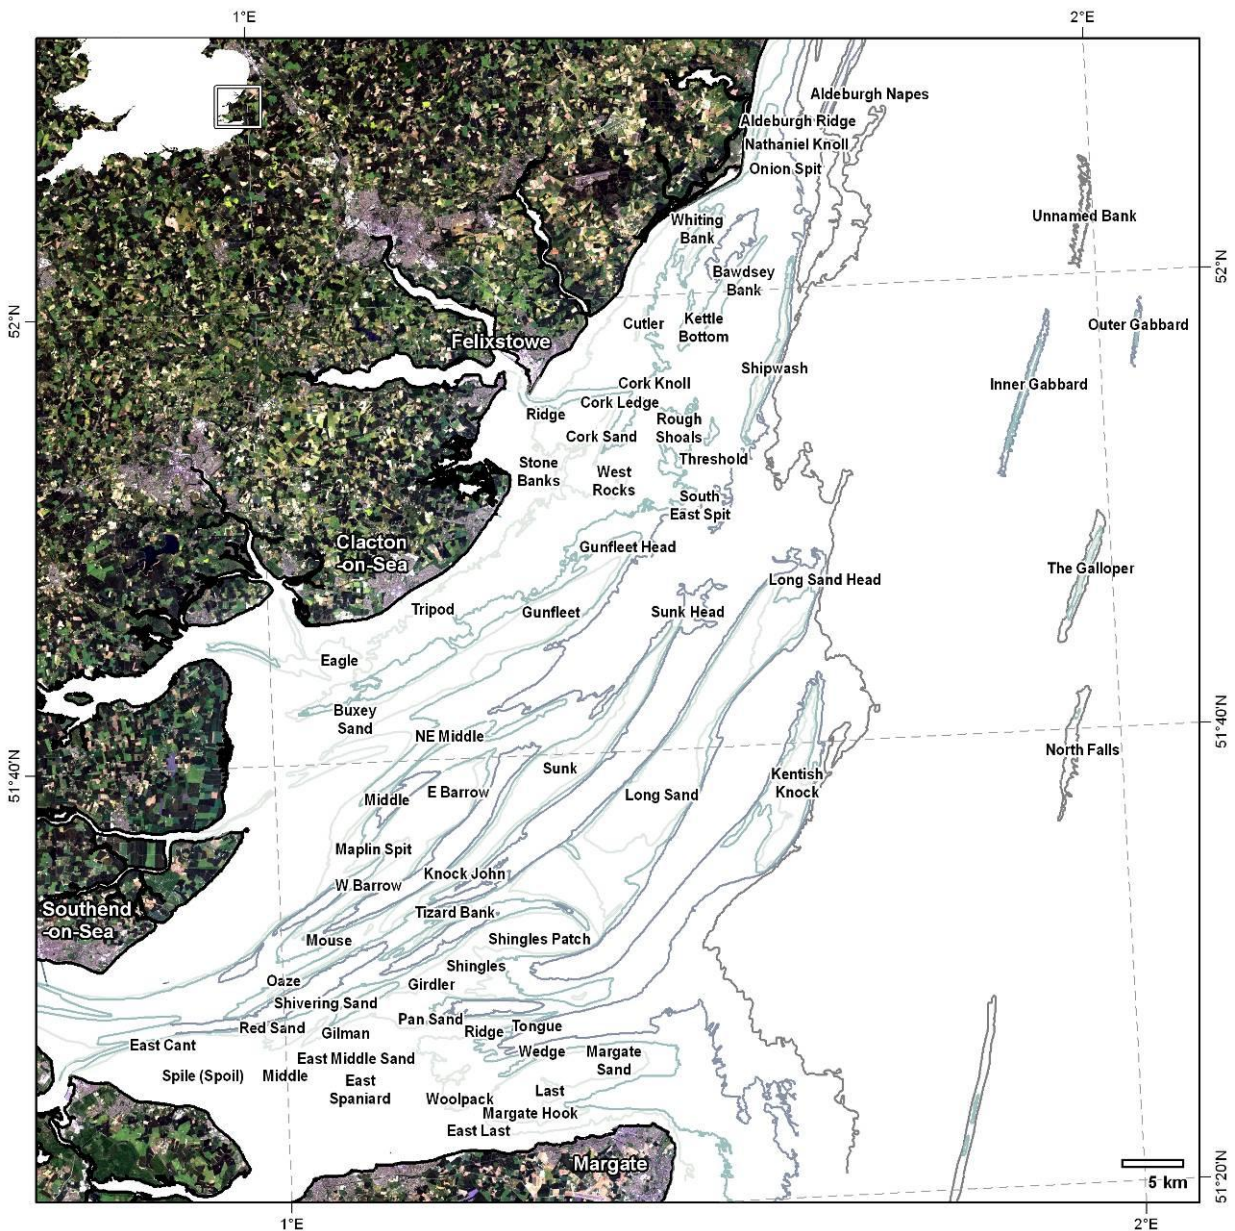 1°E
2°E
Aldeburgh Napes
Aldeburgh Ridge
Nathaniel Knoll
Onion Spit
Whiting
Bank
Unnamed Bank
52°N
Bawdsey
Bank
52°N
Cutler
Kettle
Bottom
Outer Gabbard
Felixstowe
Shipwash
Inner Gabbard
Cork Knoll
Cork Ledge
Ridge
Rough
Shoals
Cork Sand
Threshold
Stone
Banks
West
Rocks
South
East Spit
Clacton
-on-Sea
Gunfleet Head
The Galloper
Long Sand Head
Tripod
Gunfleet
Sunk Head
Eagle
Buxey
Sand
51°40'N
NE Middle
North Falls
51°40'N
Sunk
Kentish
Knock
Middle
E Barrow
Long Sand
Maplin Spit
Knock John
W Barrow
Southend
-on-Sea
Tizard Bank
Mouse
Shingles Patch
Shingles
Oaze
Girdler
Shivering Sand
Pan Sand
Red Sand
Gilman
Ridge
Tongue
East Cant
East Middle Sand
Wedge
Margate
Sand
Spile (Spoil)
Middle
East
Spaniard
Last
Woolpack
Margate Hook
East Last
Margate
5 km
51°20'N
1°E
2°E